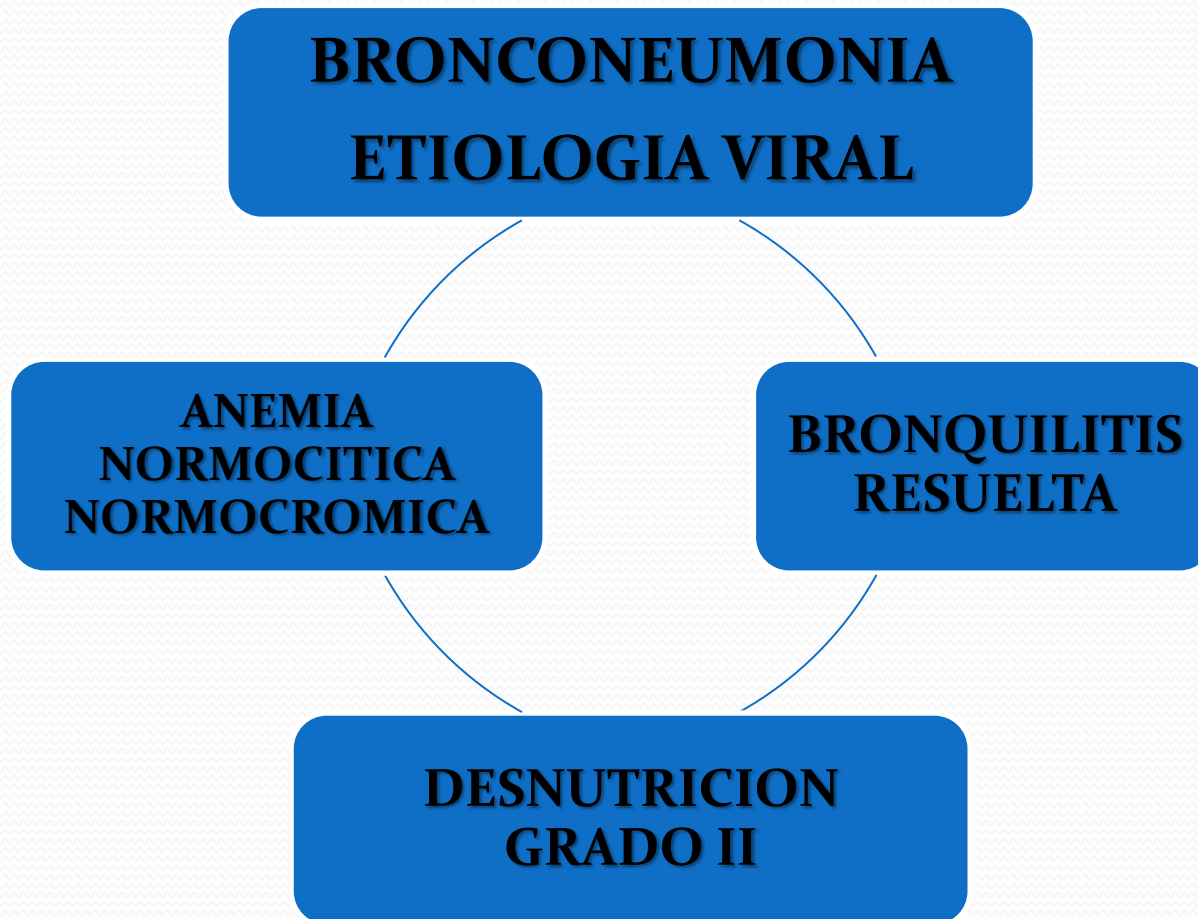 BRONCONEUMONIA
ETIOLOGIA VIRAL
ANEMIA
NORMOCITICA
NORMOCROMICA
BRONQUILITIS
RESUELTA
DESNUTRICION
GRADO II